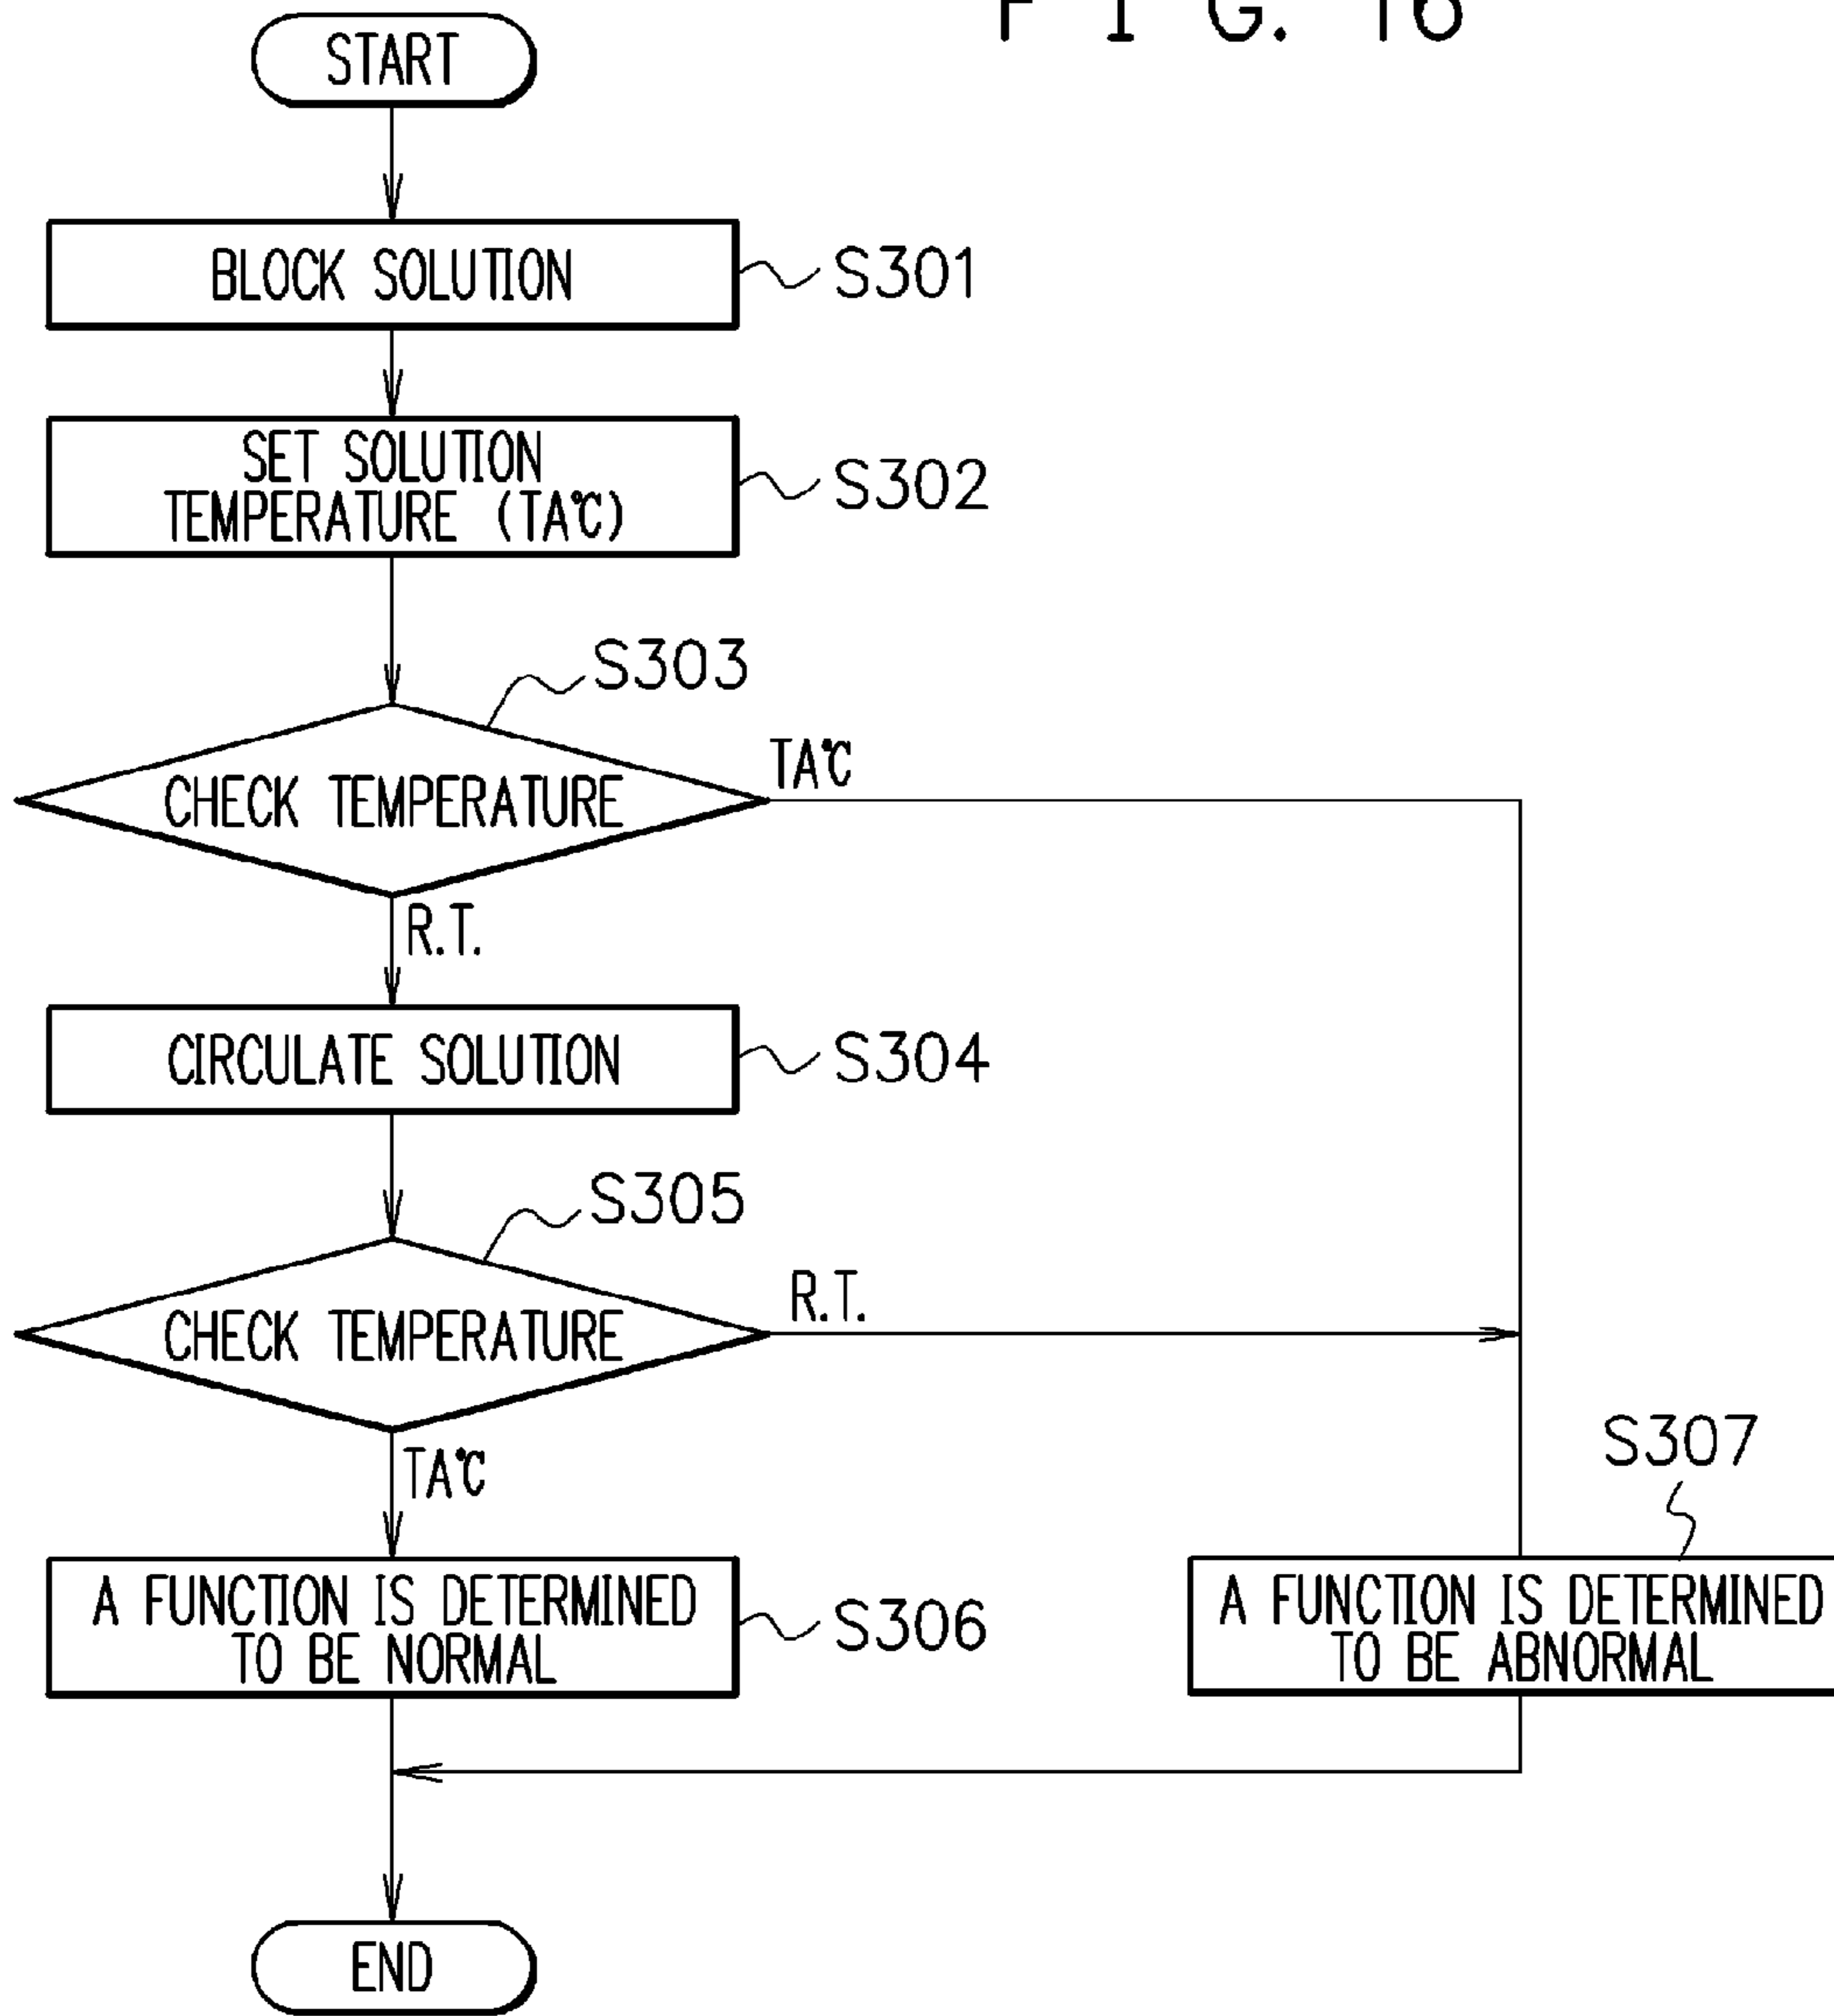 F I G. 16
START
BLOCK SOLUTION
S301
SET SOLUTION
TEMPERATURE (TA℃)
S302
S303
CHECK TEMPERATURE
TA℃
R.T.
CIRCULATE SOLUTION
S304
S305
CHECK TEMPERATURE
R.T.
TA℃
S307
A FUNCTION IS DETERMINED
TO BE NORMAL
S306
A FUNCTION IS DETERMINED
TO BE ABNORMAL
END